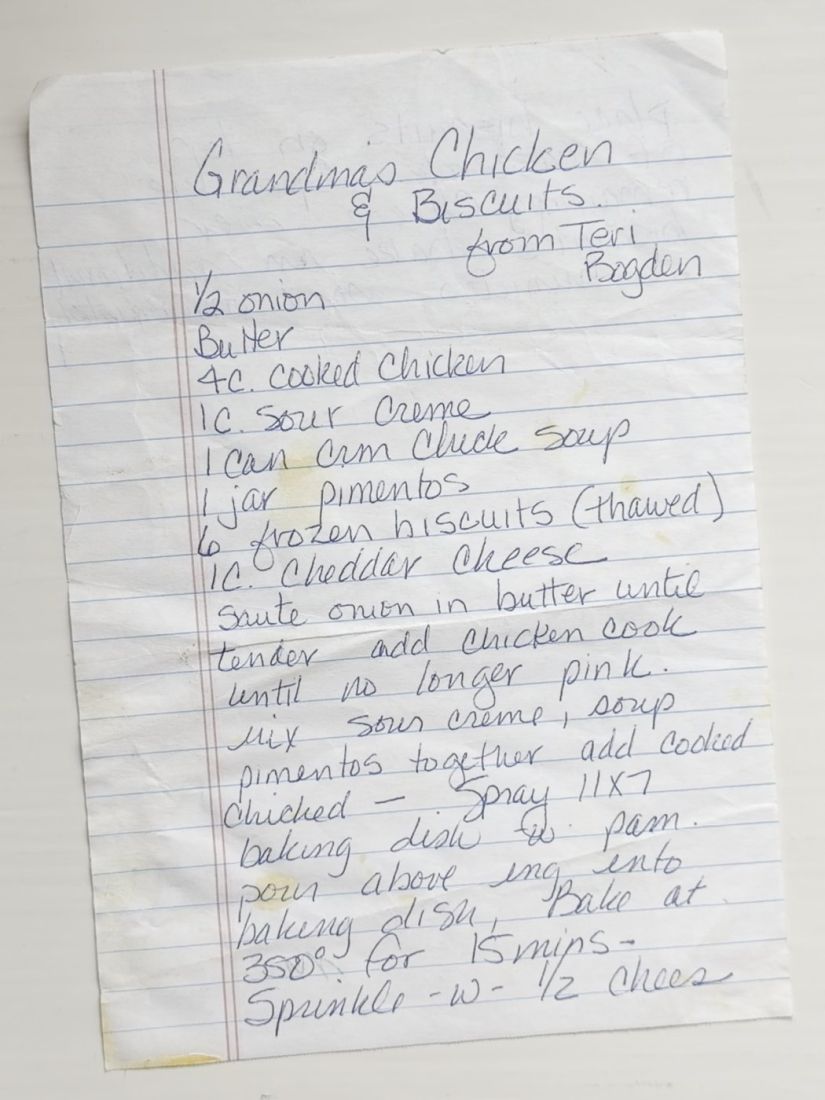 Grandma's Chicken
& Biscuits.
from Teri
Bogden
1/2 onion
Butter
4C. cooked chicken
1C. sour creme
1 can crm chick soup
1 jar pimentos
6 frozen biscuits (thawed)
1C. Cheddar cheese
saute onion in butter until
tender add chicken cook
until no longer pink.
mix sour creme, soup
pimentos together add cooked
chicked — Spray 11X7
baking dish w. pam.
pour above ing into
baking dish, Bake at
350° for 15 mins-
Sprinkle -w- 1/2 chees